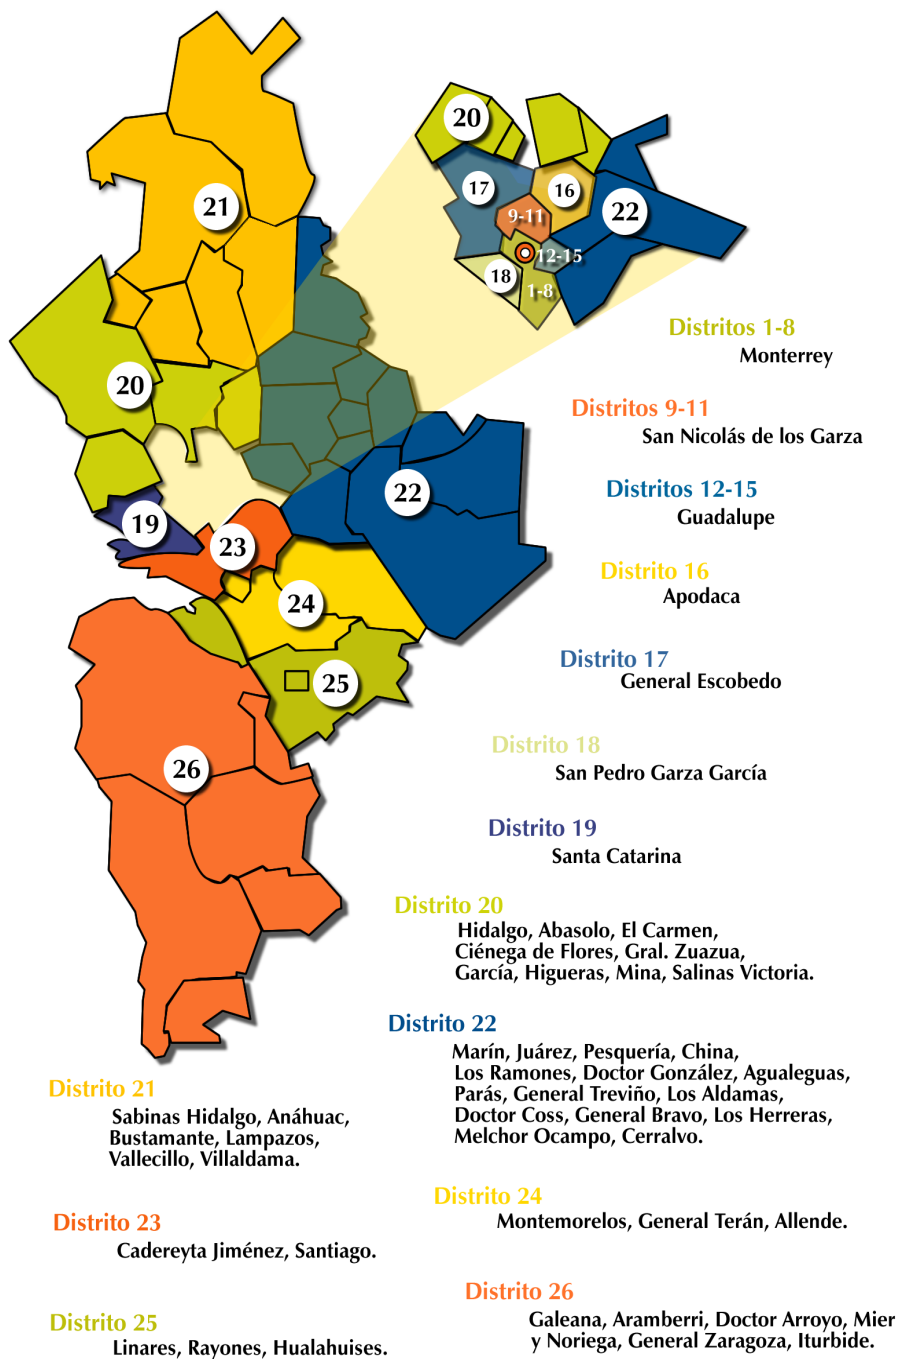 21
20
19
23
22
24
25
26
20
17
16
9-11
22
12-15
18
1-8
Distritos 1-8
Monterrey
Distritos 9-11
San Nicolás de los Garza
Distritos 12-15
Guadalupe
Distrito 16
Apodaca
Distrito 17
General Escobedo
Distrito 18
San Pedro Garza García
Distrito 19
Santa Catarina
Distrito 20
Hidalgo, Abasolo, El Carmen,
Ciénega de Flores, Gral. Zuazua,
García, Higueras, Mina, Salinas Victoria.
Distrito 22
Marín, Juárez, Pesquería, China,
Los Ramones, Doctor González, Agualeguas,
Parás, General Treviño, Los Aldamas,
Doctor Coss, General Bravo, Los Herreras,
Melchor Ocampo, Cerralvo.
Distrito 21
Sabinas Hidalgo, Anáhuac,
Bustamante, Lampazos,
Vallecillo, Villaldama.
Distrito 24
Montemorelos, General Terán, Allende.
Distrito 23
Cadereyta Jiménez, Santiago.
Distrito 26
Galeana, Aramberri, Doctor Arroyo, Mier
y Noriega, General Zaragoza, Iturbide.
Distrito 25
Linares, Rayones, Hualahuises.